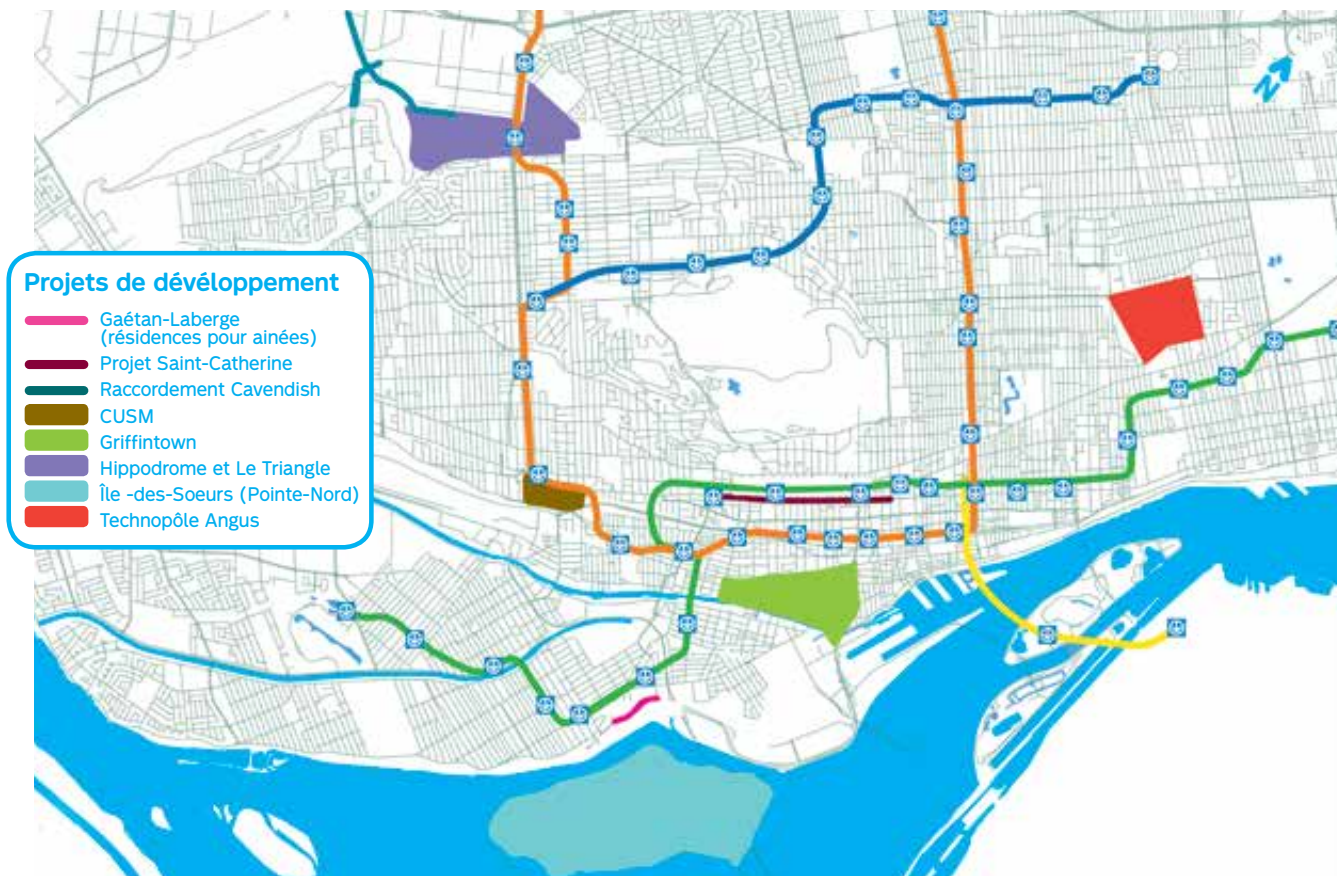 N
Projets de dévéloppement
Gaétan-Laberge
(résidences pour ainées)
Projet Saint-Catherine
Raccordement Cavendish
CUSM
Griffintown
Hippodrome et Le Triangle
Île -des-Soeurs (Pointe-Nord)
Technopôle Angus